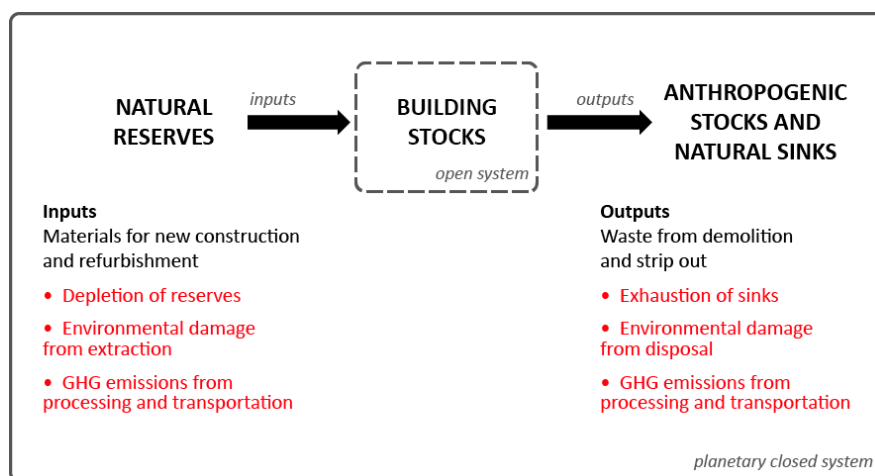 NATURAL
RESERVES
inputs
BUILDING
STOCKS
open system
outputs
ANTHROPOGENIC
STOCKS AND
NATURAL SINKS
Inputs
Materials for new construction
and refurbishment
• Depletion of reserves
• Environmental damage
from extraction
• GHG emissions from
processing and transportation
Outputs
Waste from demolition
and strip out
• Exhaustion of sinks
• Environmental damage
from disposal
• GHG emissions from
processing and transportation
planetary closed system